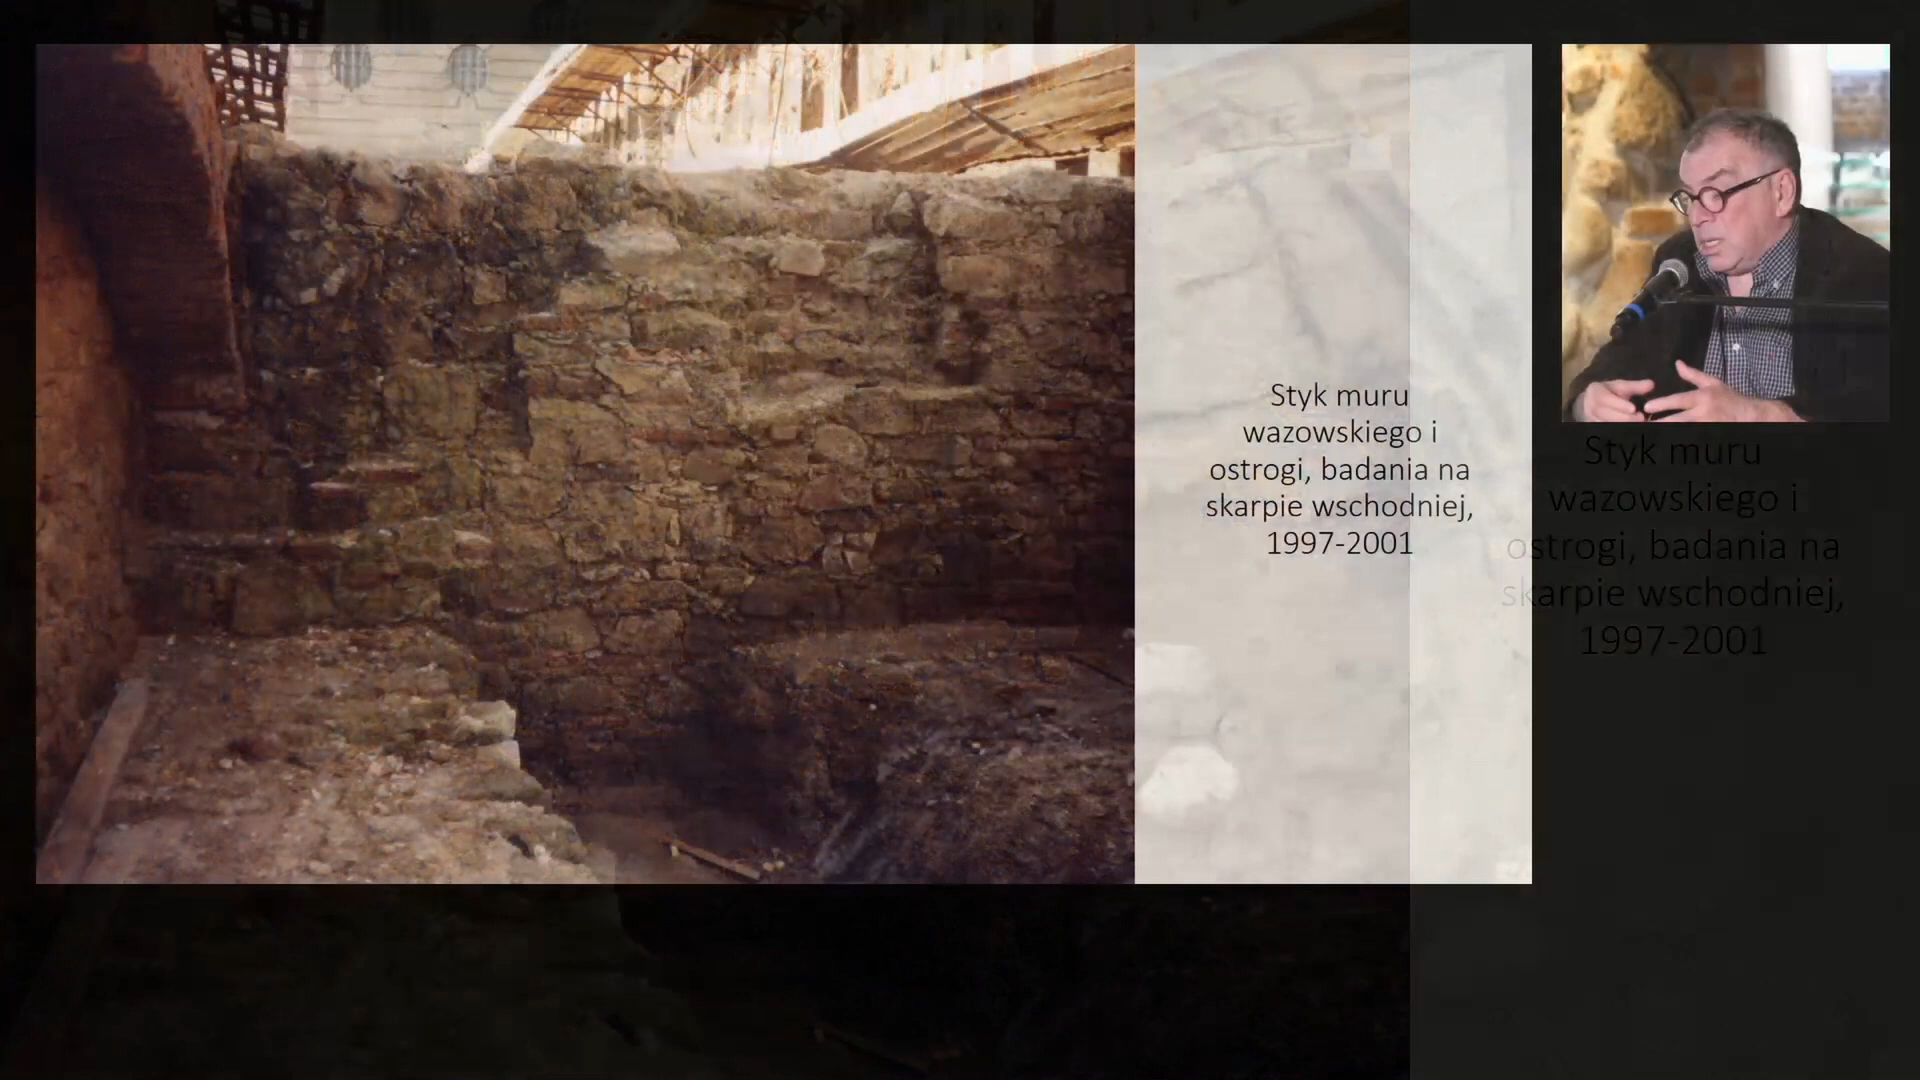 Styk muru
wazowskiego i
ostrogi, badania na
skarpie wschodniej,
1997-2001
Styk muru
wazowskiego i
ostrogi, badania na
skarpie wschodniej,
1997-2001